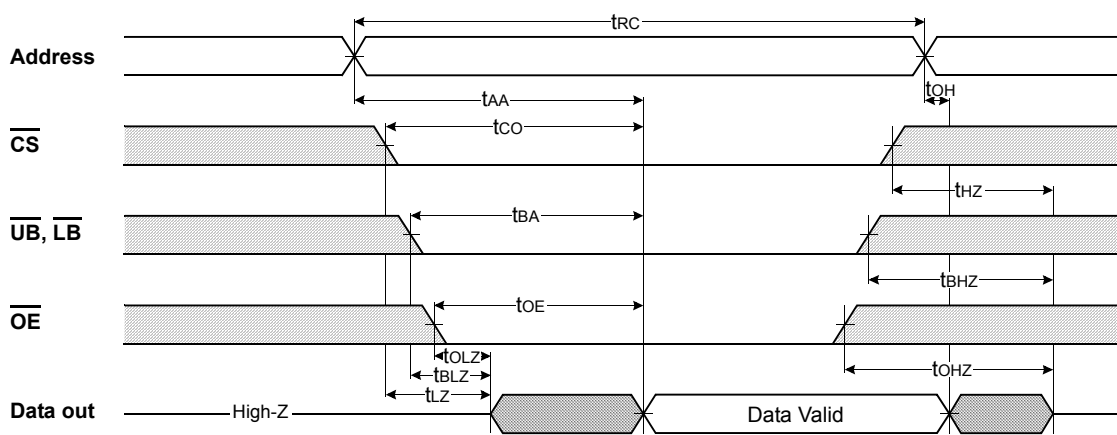 tRC
Address
tOH
tAA
tCO
CS
tHZ
tBA
UB, LB
tBHZ
tOE
OE
tOLZ
tOHZ
tBLZ
tLZ
Data out High-Z Data Valid